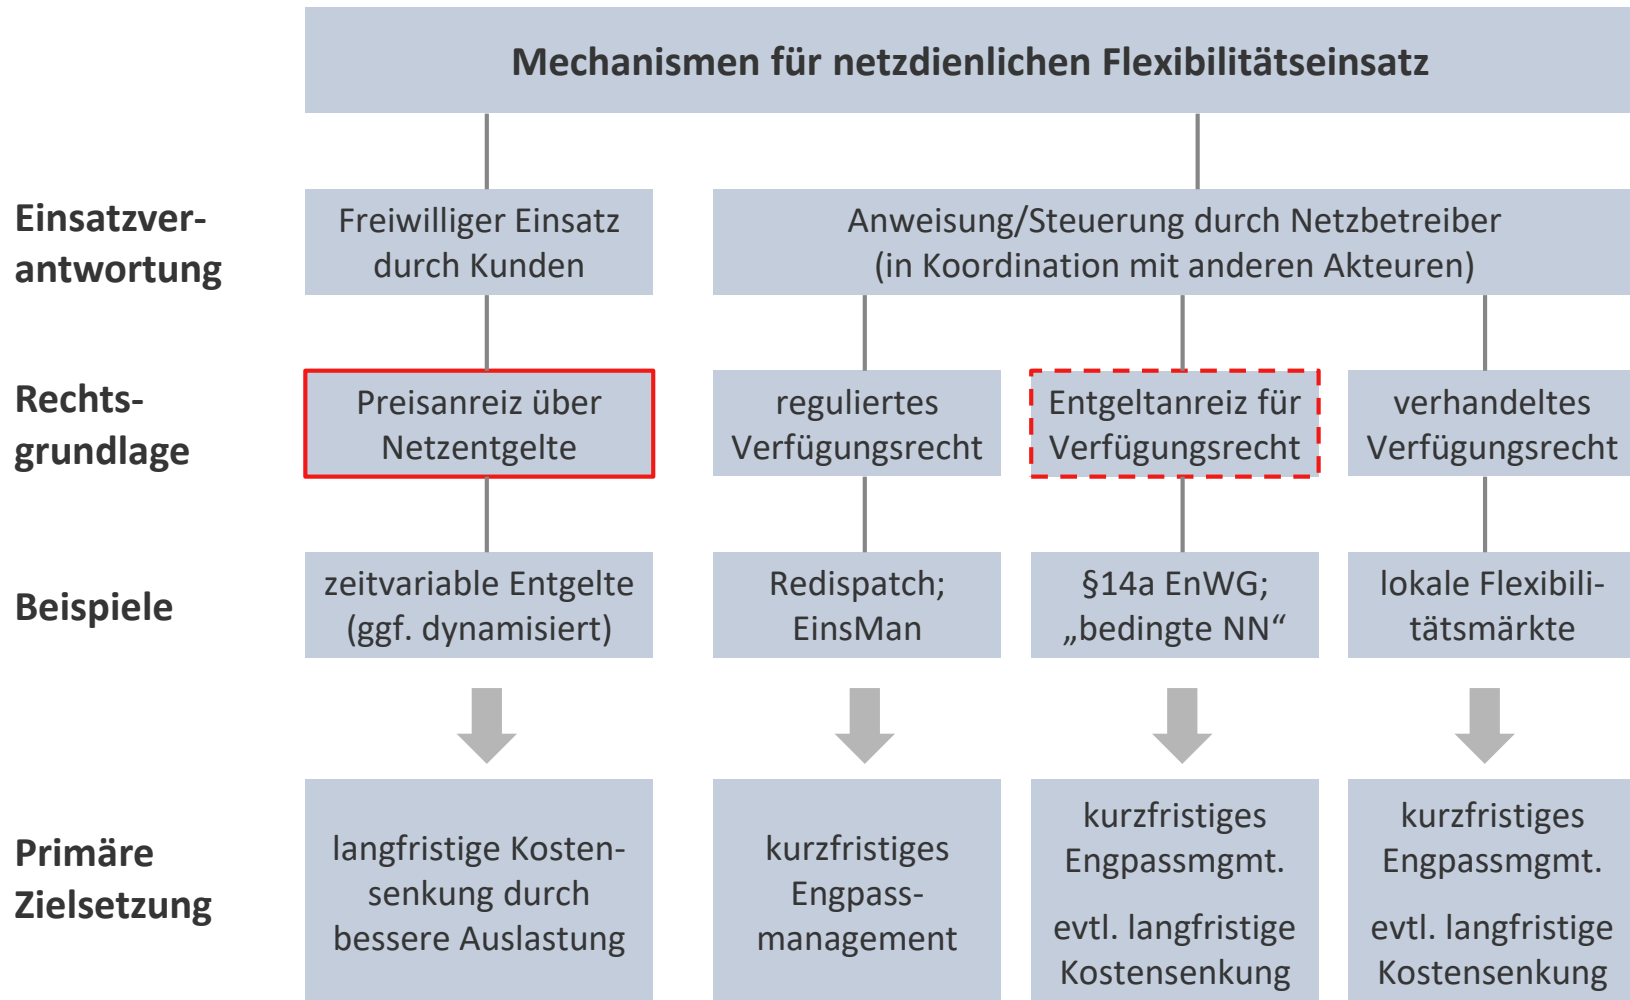 Mechanismen für netzdienlichen Flexibilitätseinsatz
Einsatzver-
antwortung
Freiwilliger Einsatz
durch Kunden
Anweisung/Steuerung durch Netzbetreiber
(in Koordination mit anderen Akteuren)
Rechts-
grundlage
Preisanreiz über
Netzentgelte
reguliertes
Verfügungsrecht
Entgeltanreiz für
Verfügungsrecht
verhandeltes
Verfügungsrecht
Beispiele
zeitvariable Entgelte
(ggf. dynamisiert)
Redispatch;
EinsMan
§14a EnWG;
„bedingte NN“
lokale Flexibili-
tätsmärkte
Primäre
Zielsetzung
langfristige Kosten-
senkung durch
bessere Auslastung
kurzfristiges
Engpass-
management
kurzfristiges
Engpassmgmt.
evtl. langfristige
Kostensenkung
kurzfristiges
Engpassmgmt.
evtl. langfristige
Kostensenkung